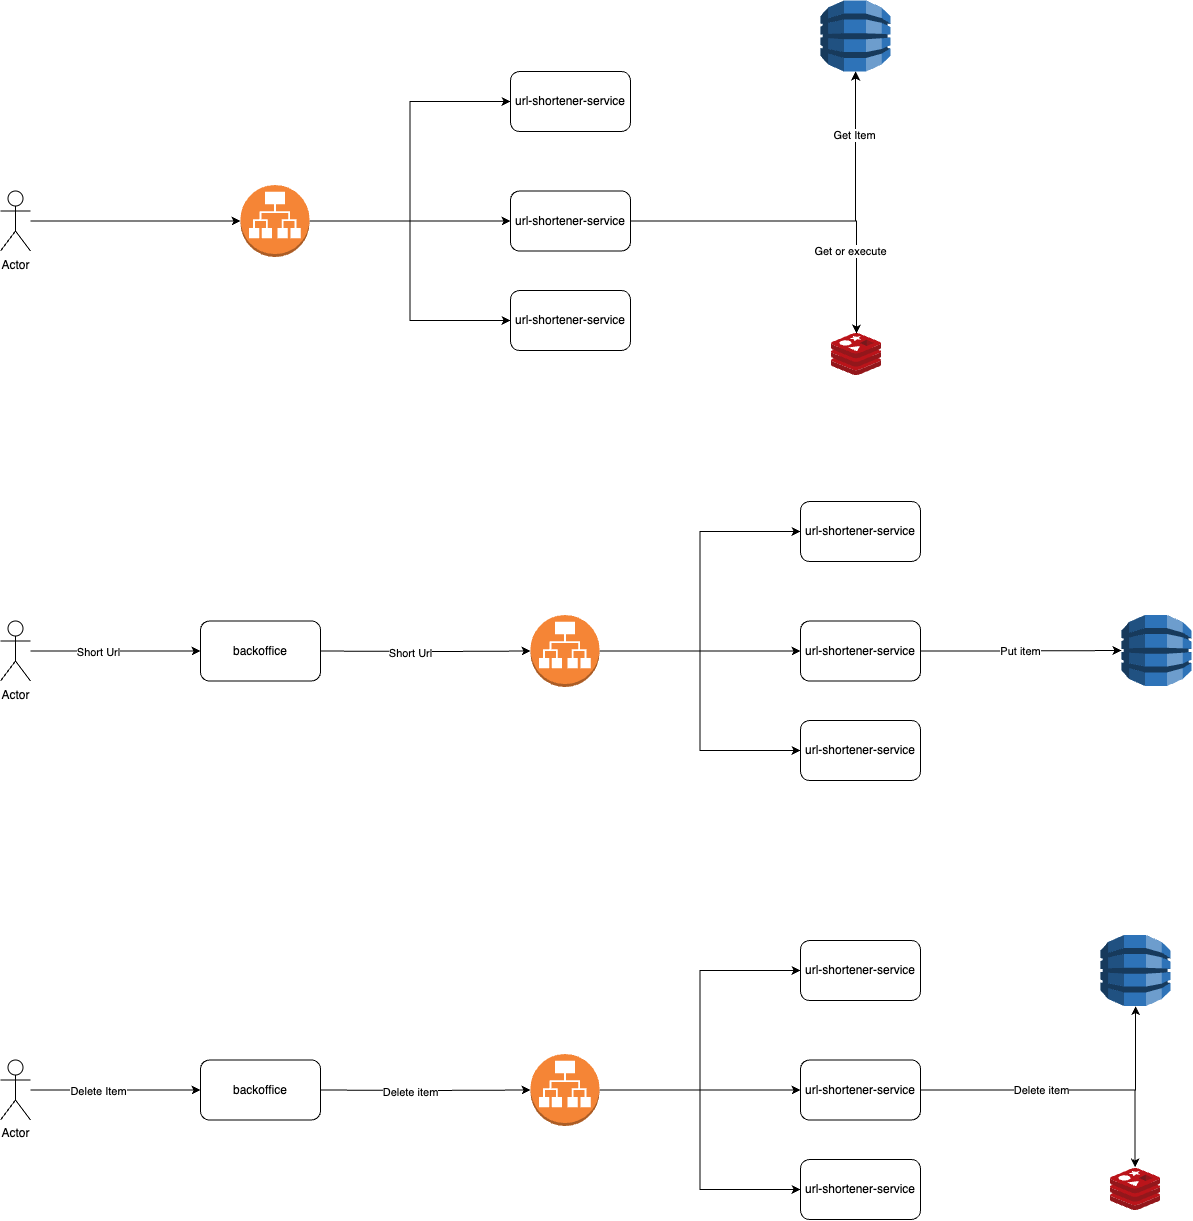 url-shortener-service
Get Item
url-shortener-service
Get or execute
Actor
url-shortener-service
url-shortener-service
Short Url
backoffice
Short Url
url-shortener-service
Put item
Actor
url-shortener-service
url-shortener-service
Delete Item
backoffice
Delete item
url-shortener-service
Delete item
Actor
url-shortener-service